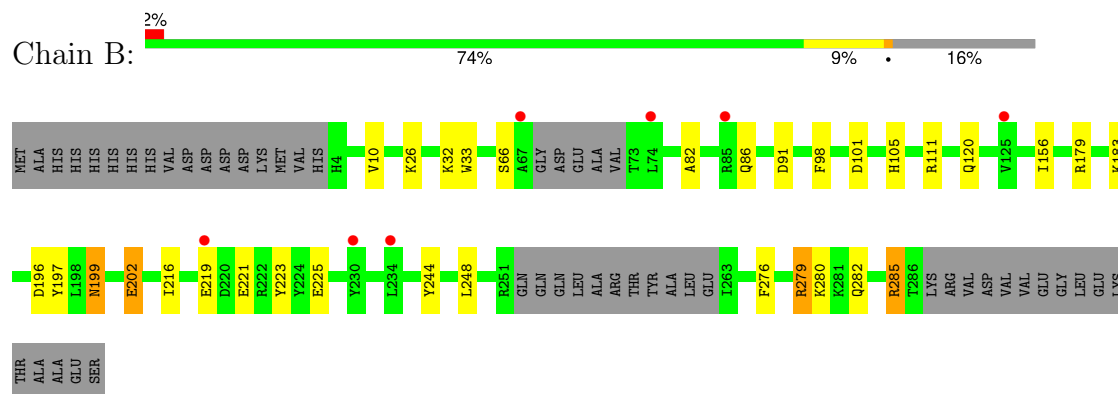 2%
Chain B:
74% 9% • 16%
MET ALA HIS HIS HIS HIS HIS HIS VAL ASP ASP ASP ASP LYS MET VAL HIS H4 V10 K26 K32 W33 S66 A67 GLY ASP GLU ALA VAL T73 L74 A82 R85 Q86 D91 F98 D101 H105 R111 Q120 V125 I156 R179 K183
D196 Y197 L198 N199 E202 I216 E219 D220 E221 R222 Y223 Y224 E225 Y230 L234 Y244 L248 R251 GLN GLN GLN LEU ALA ARG THR TYR ALA LEU GLU I263 F276 R279 K280 K281 Q282 R285 T286 LYS ARG VAL ASP VAL VAL GLU GLY LEU GLU LYS
THR ALA ALA GLU SER